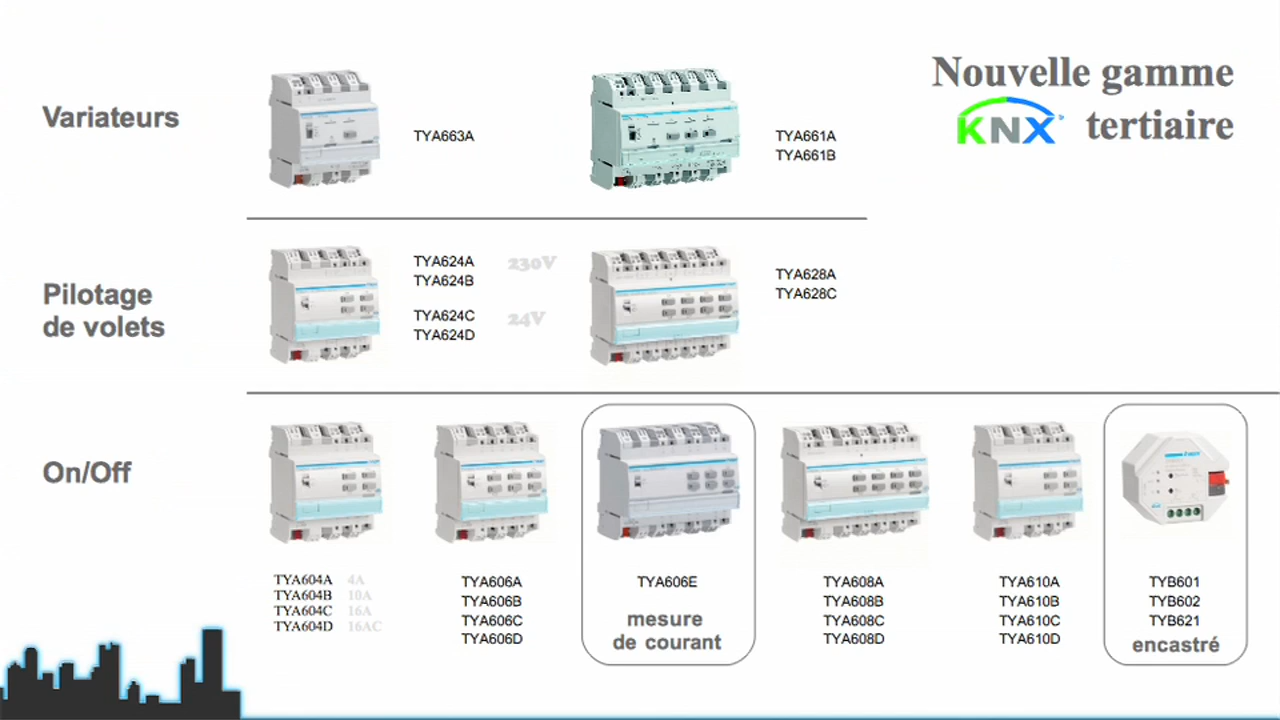 Nouvelle gamme
KNX tertiaire
Variateurs
TYA663A
TYA661A
TYA661B
Pilotage
de volets
TYA624A 230V
TYA624B
TYA624C 24V
TYA624D
TYA628A
TYA628C
On/Off
TYA604A 4A
TYA604B 10A
TYA604C 16A
TYA604D 16AC
TYA606A
TYA606B
TYA606C
TYA606D
TYA606E
mesure
de courant
TYA608A
TYA608B
TYA608C
TYA608D
TYA610A
TYA610B
TYA610C
TYA610D
TYB601
TYB602
TYB621
encastré